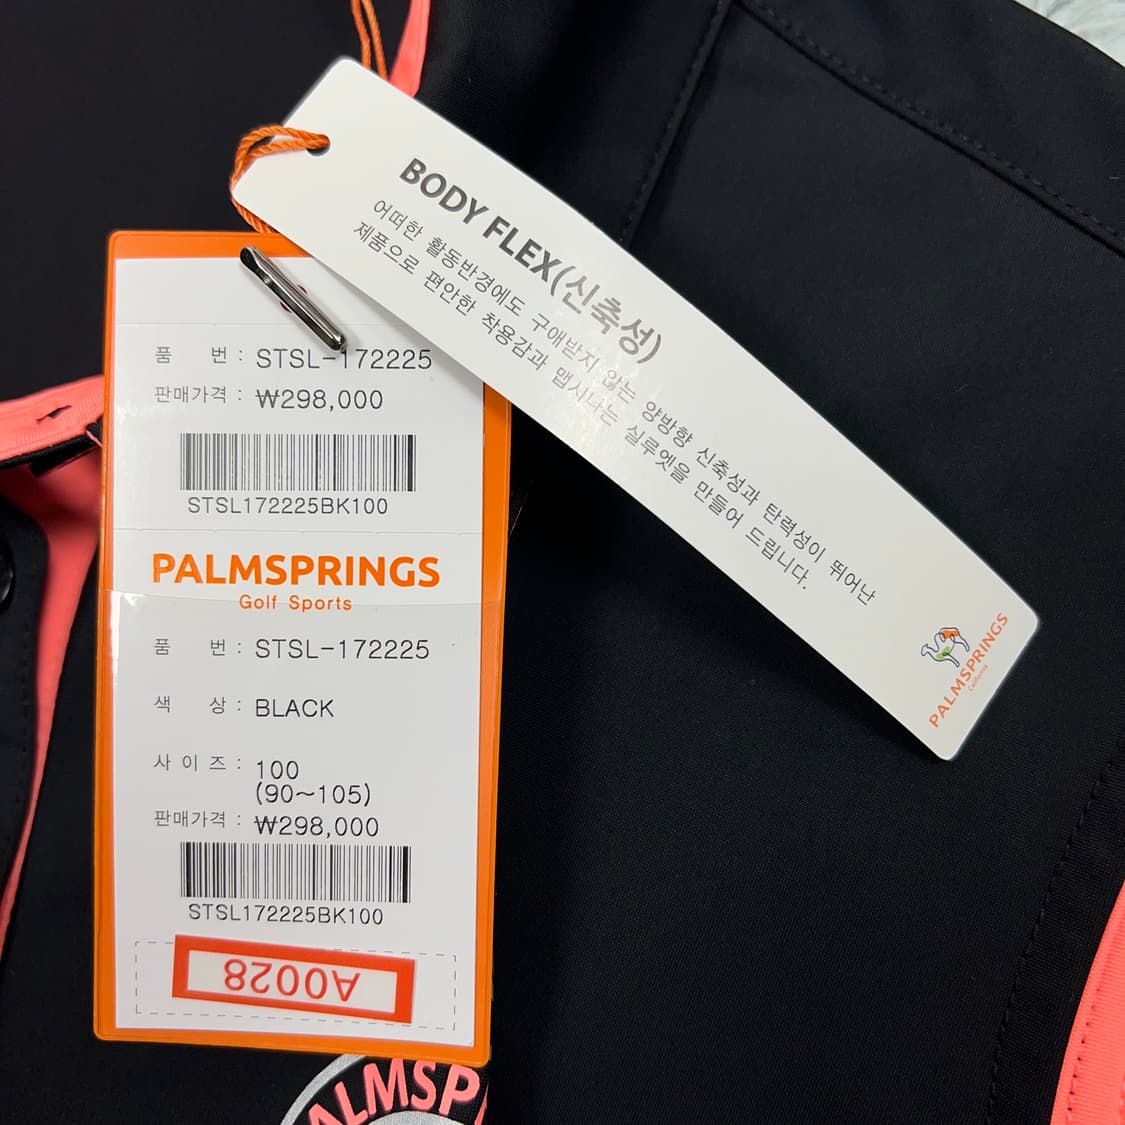 BODY FLEX(신축성)
어떠한 활동반경에도 구애받지 않는 양방향 신축성과 탄력성이 뛰어난
제품으로 편안한 착용감과 맵시나는 실루엣을 만들어 드립니다.
PALMSPRINGS
California
품 번 : STSL-172225
판매가격 : ₩298,000
STSL172225BK100
PALMSPRINGS
Golf Sports
품 번 : STSL-172225
색 상 : BLACK
사 이 즈 : 100
(90~105)
판매가격 : ₩298,000
STSL172225BK100
A0028